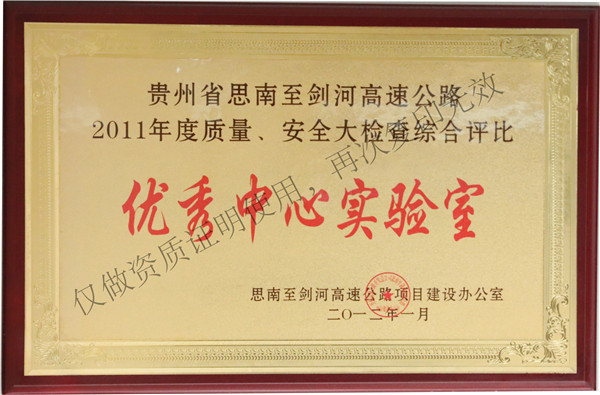 贵州省思南至剑河高速公路
2011年度质量、安全大检查综合评比
优秀中心实验室
思南至剑河高速公路项目建设办公室
二〇一二年一月
仅做资质证明使用，再次复印无效